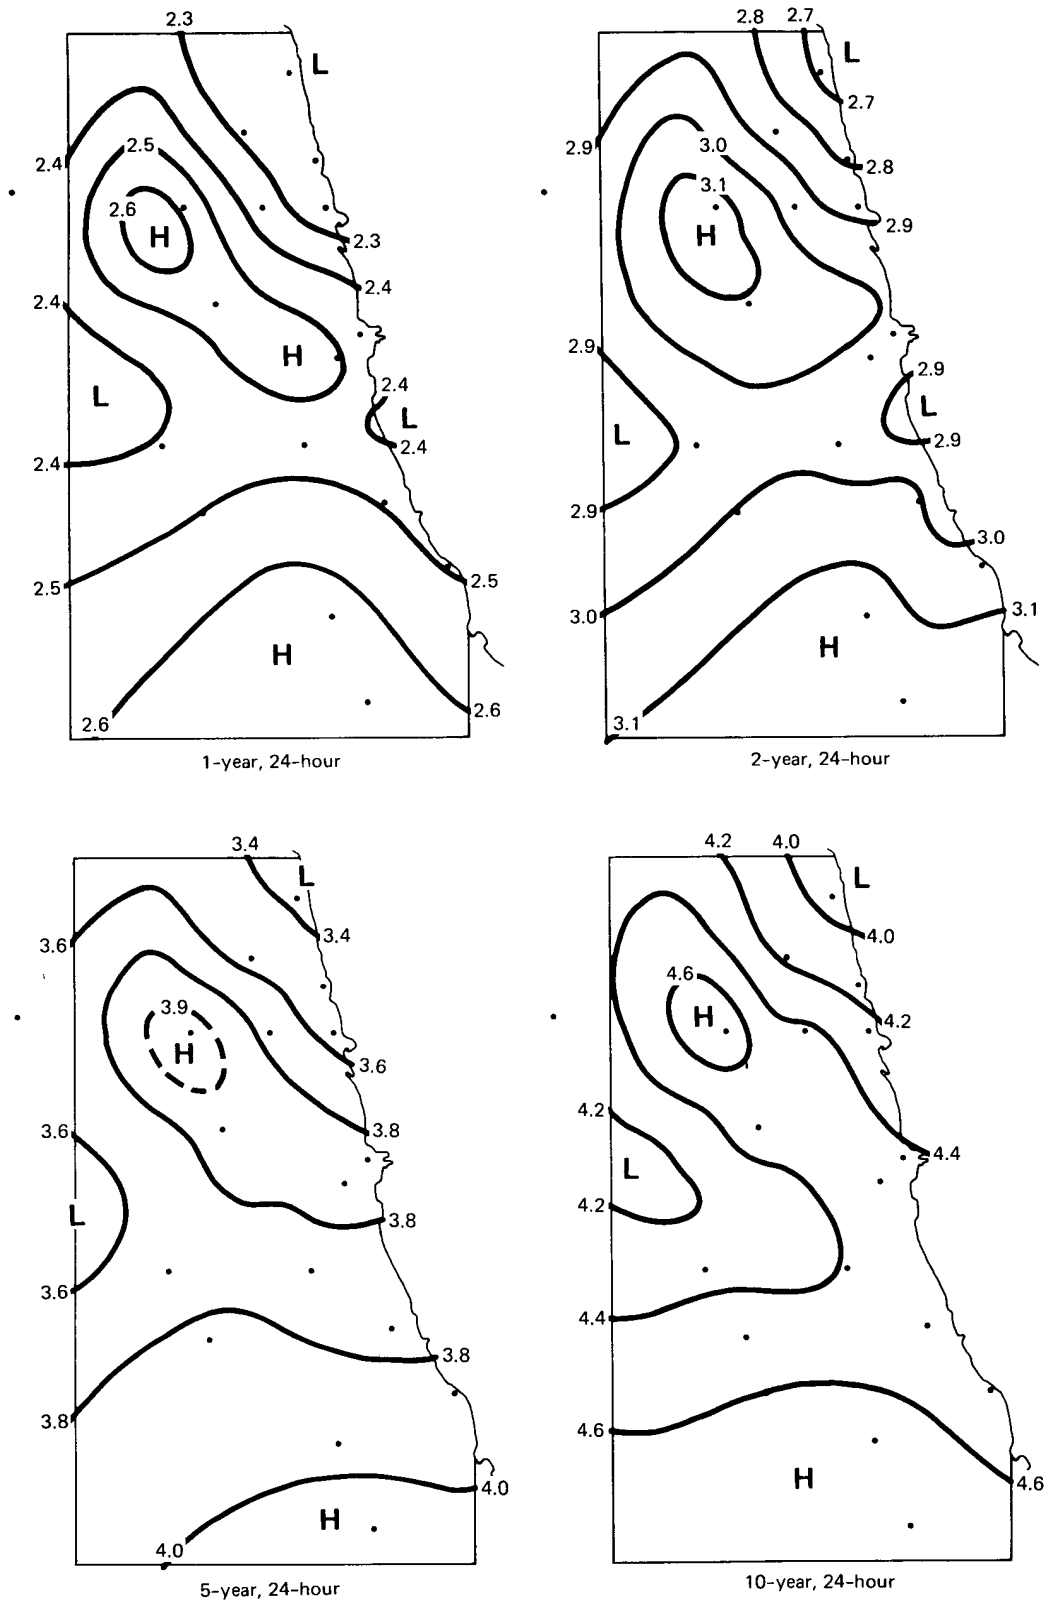 2.3
L
2.4
2.5
2.6
H
2.3
2.4
2.4
H
L
2.4
L
2.4
2.4
2.5
2.5
H
2.6
2.6
1-year, 24-hour
2.8 2.7
L
2.7
2.9
3.0
2.8
3.1
2.9
H
2.9
2.9
L
L
2.9
2.9
3.0
3.0
3.1
H
3.1
2-year, 24-hour
3.4
L
3.6
3.4
3.9
H
3.6
3.6
3.8
L
3.8
3.6
3.8
3.8
4.0
H
4.0
5-year, 24-hour
4.2 4.0
L
4.0
4.6
H
4.2
4.2
4.4
L
4.2
4.4
4.6
H
4.6
10-year, 24-hour